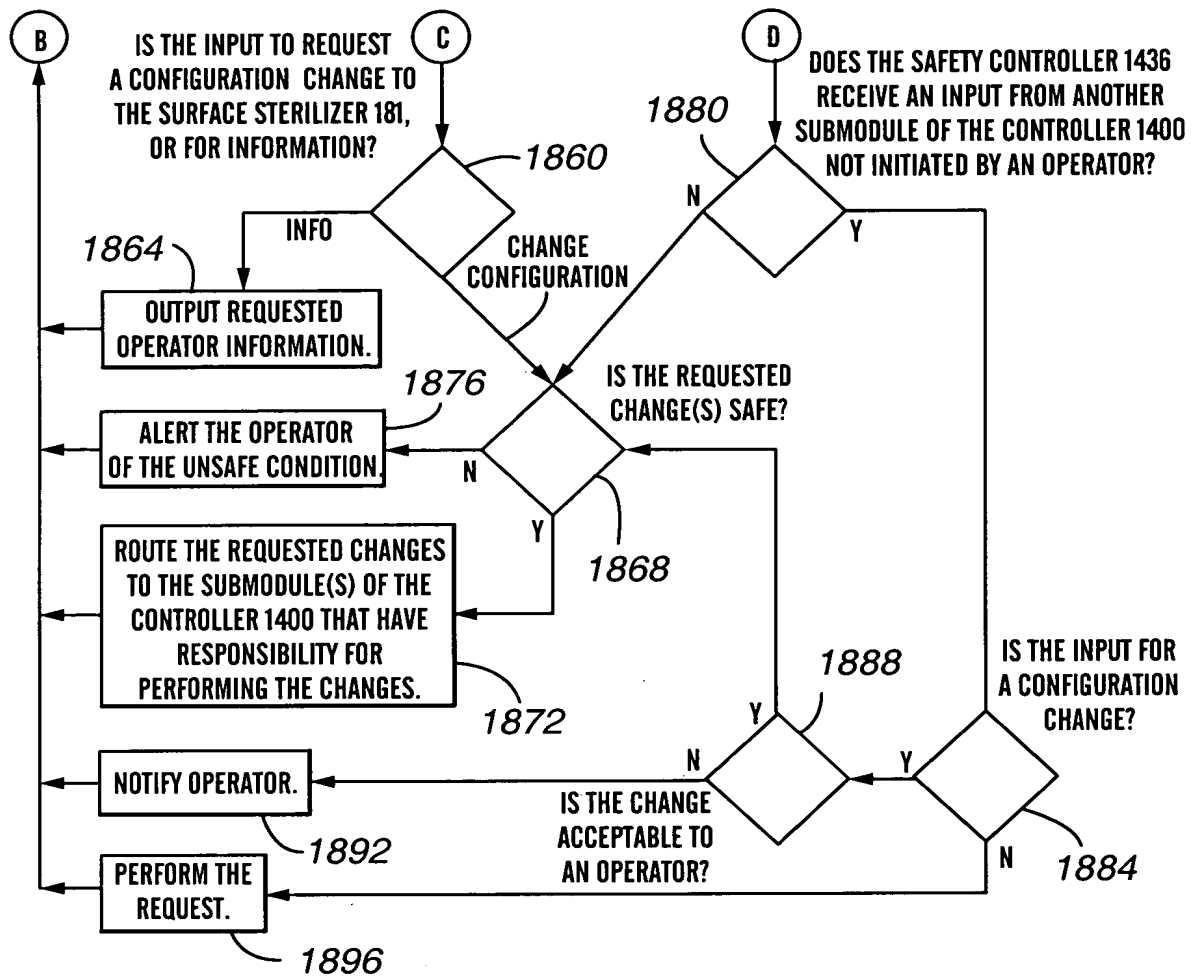 B
IS THE INPUT TO REQUEST
A CONFIGURATION CHANGE TO
THE SURFACE STERILIZER 181,
OR FOR INFORMATION?
C
D
DOES THE SAFETY CONTROLLER 1436
RECEIVE AN INPUT FROM ANOTHER
SUBMODULE OF THE CONTROLLER 1400
NOT INITIATED BY AN OPERATOR?
1880
1860
N
Y
INFO
1864
CHANGE
CONFIGURATION
OUTPUT REQUESTED
OPERATOR INFORMATION.
IS THE REQUESTED
CHANGE(S) SAFE?
1876
ALERT THE OPERATOR
OF THE UNSAFE CONDITION.
N
Y
1868
ROUTE THE REQUESTED CHANGES
TO THE SUBMODULE(S) OF THE
CONTROLLER 1400 THAT HAVE
RESPONSIBILITY FOR
PERFORMING THE CHANGES.
1872
1888
IS THE INPUT FOR
A CONFIGURATION
CHANGE?
Y
N
Y
NOTIFY OPERATOR.
1892
IS THE CHANGE
ACCEPTABLE TO
AN OPERATOR?
N
1884
PERFORM THE
REQUEST.
1896